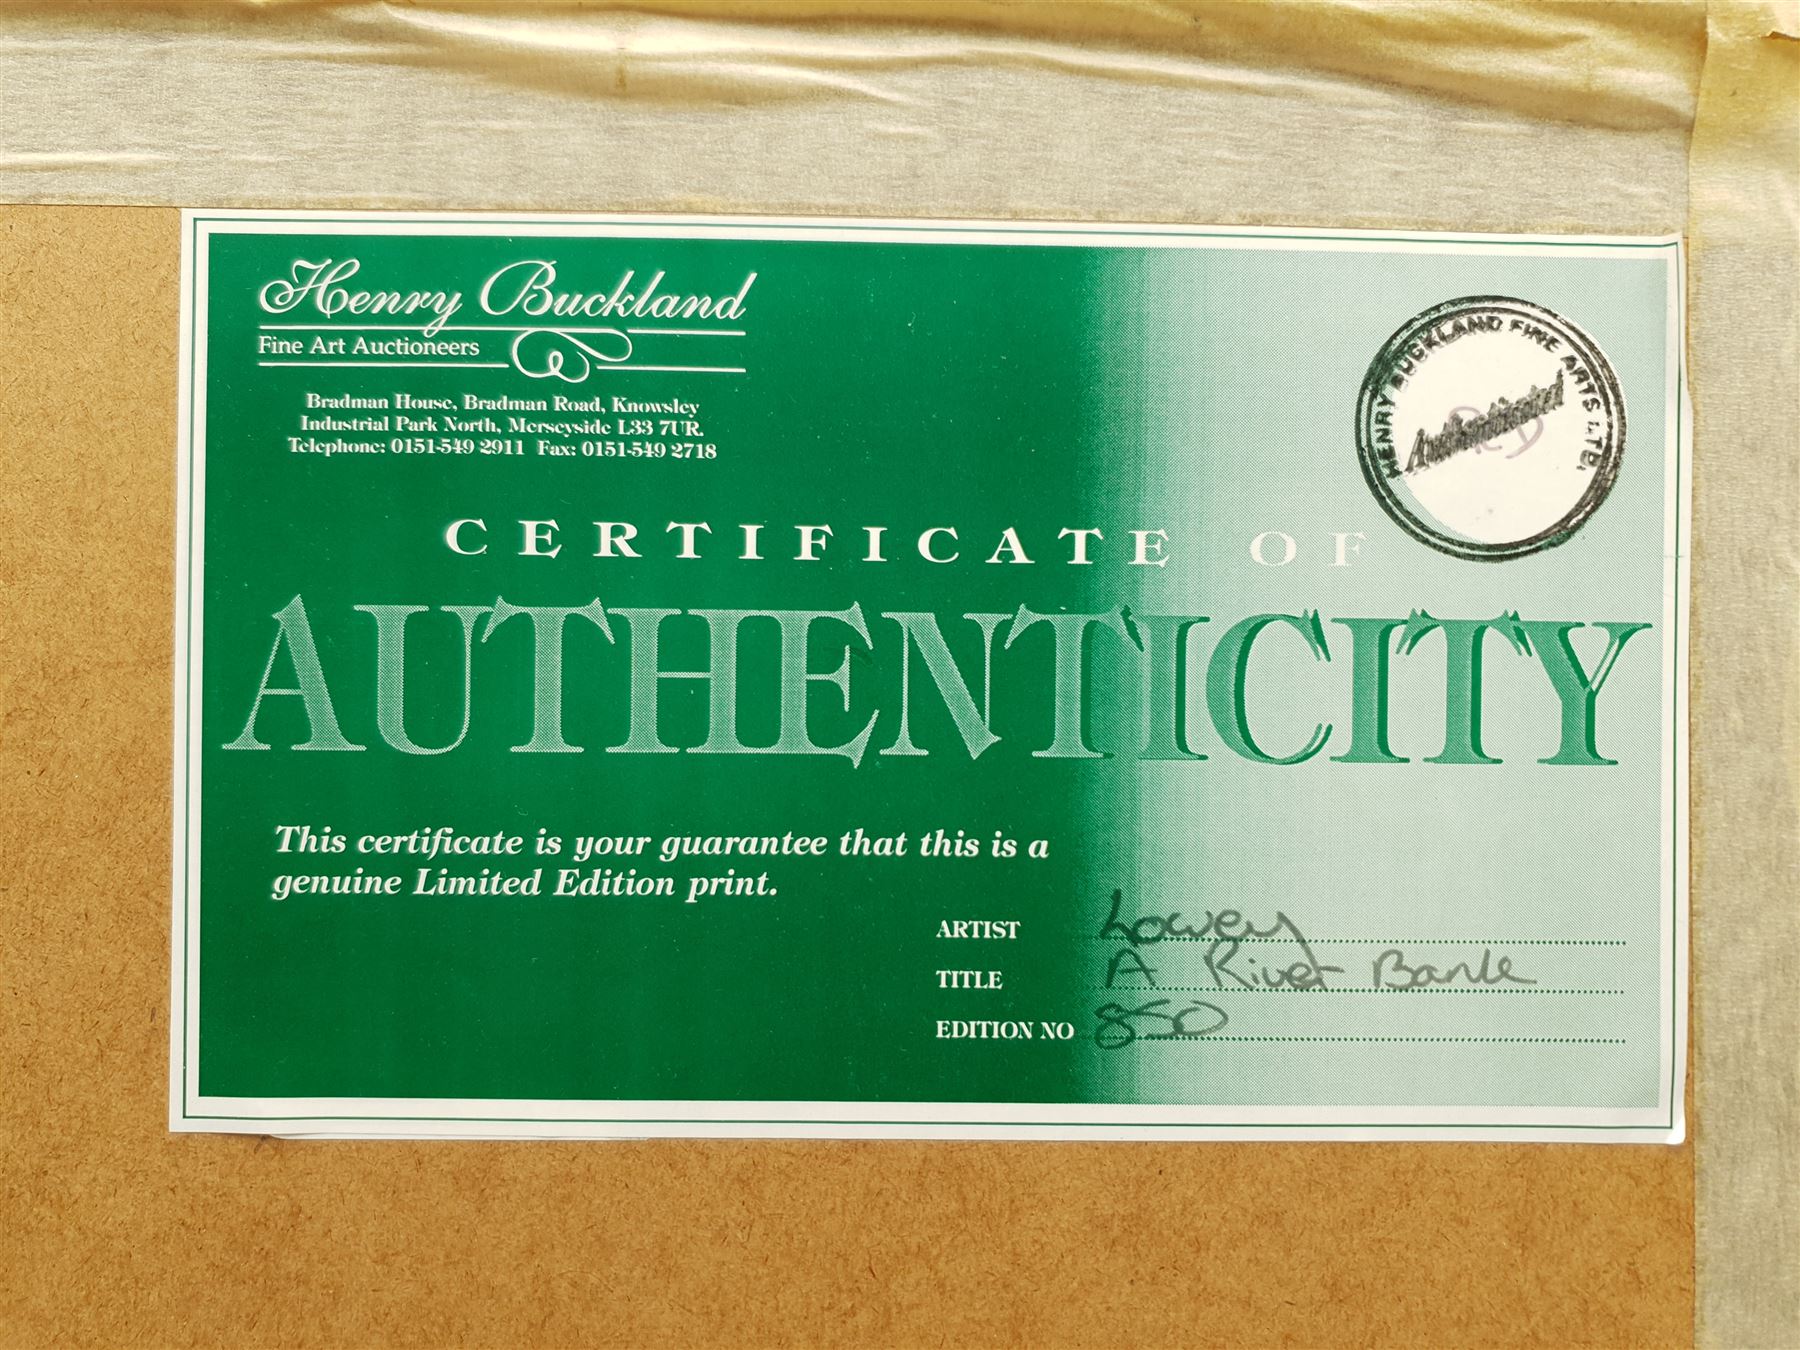 Henry Buckland
Fine Art Auctioneers
Bradman House, Bradman Road, Knowsley
Industrial Park North, Merseyside L33 7UR.
Telephone: 0151-549 2911 Fax: 0151-549 2718
HENRY BUCKLAND FINE ARTS LTD.
Authenticated
CERTIFICATE OF
AUTHENTICITY
This certificate is your guarantee that this is a
genuine Limited Edition print.
ARTIST Lowey
TITLE A River Bank
EDITION NO 850